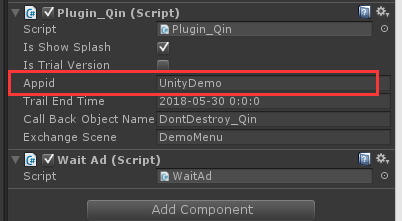 Plugin_Qin (Script)
Script Plugin_Qin
Is Show Splash
Is Trial Version
Appid UnityDemo
Trail End Time 2018-05-30 0:0:0
Call Back Object Name DontDestroy_Qin
Exchange Scene DemoMenu
Wait Ad (Script)
Script WaitAd
Add Component